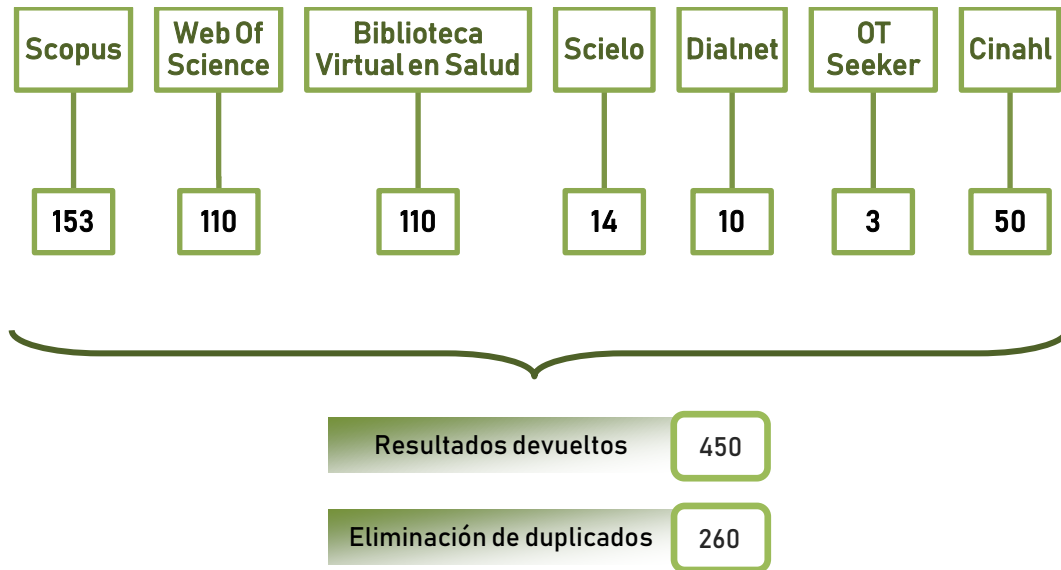 Scopus
Web Of
Science
Biblioteca
Virtual en Salud
Scielo
Dialnet
OT
Seeker
Cinahl
153
110
110
14
10
3
50
Resultados devueltos
450
Eliminación de duplicados
260